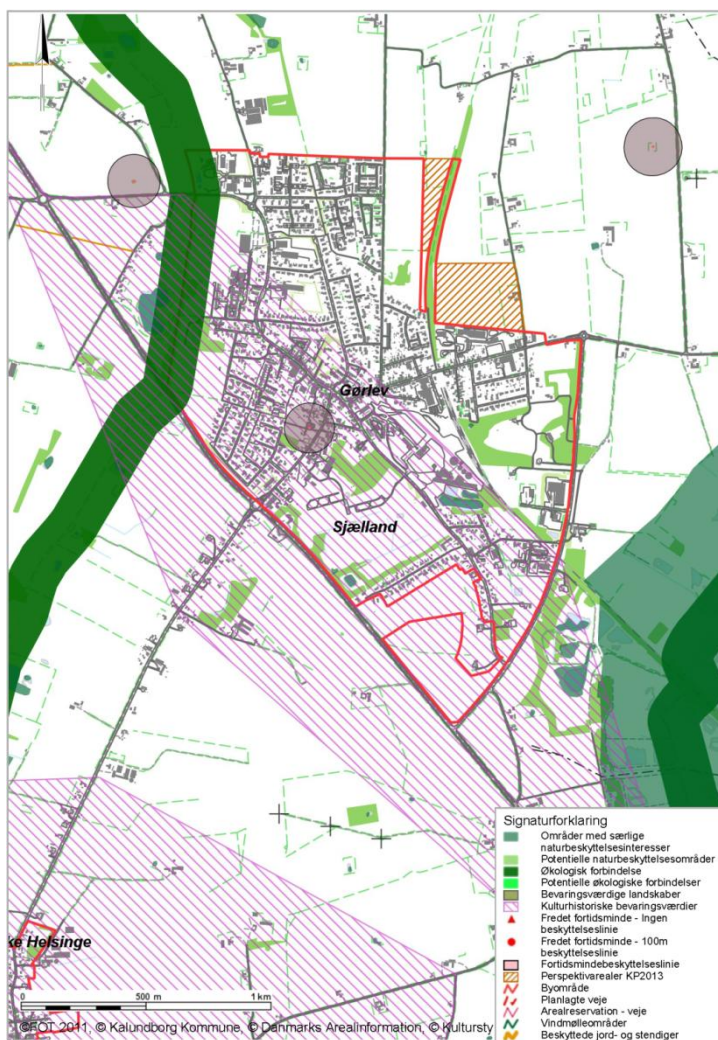 Gørlev
Sjælland
ke Helsinge
0 500 m 1 km
©FOT 2011, © Kalundborg Kommune, © Danmarks Arealinformation, © Kultursty
Signaturforklaring
Områder med særlige
naturbeskyttelsesinteresser
Potentielle naturbeskyttelsesområder
Økologisk forbindelse
Potentielle økologiske forbindelser
Bevaringsværdige landskaber
Kulturhistoriske bevaringsværdier
Fredet fortidsminde - Ingen
beskyttelseslinie
Fredet fortidsminde - 100m
beskyttelseslinie
Fortidsmindebeskyttelseslinie
Perspektivarealer KP2013
Byområde
Planlagte veje
Arealreservation - veje
Vindmølleområder
Beskyttede jord- og stendiger